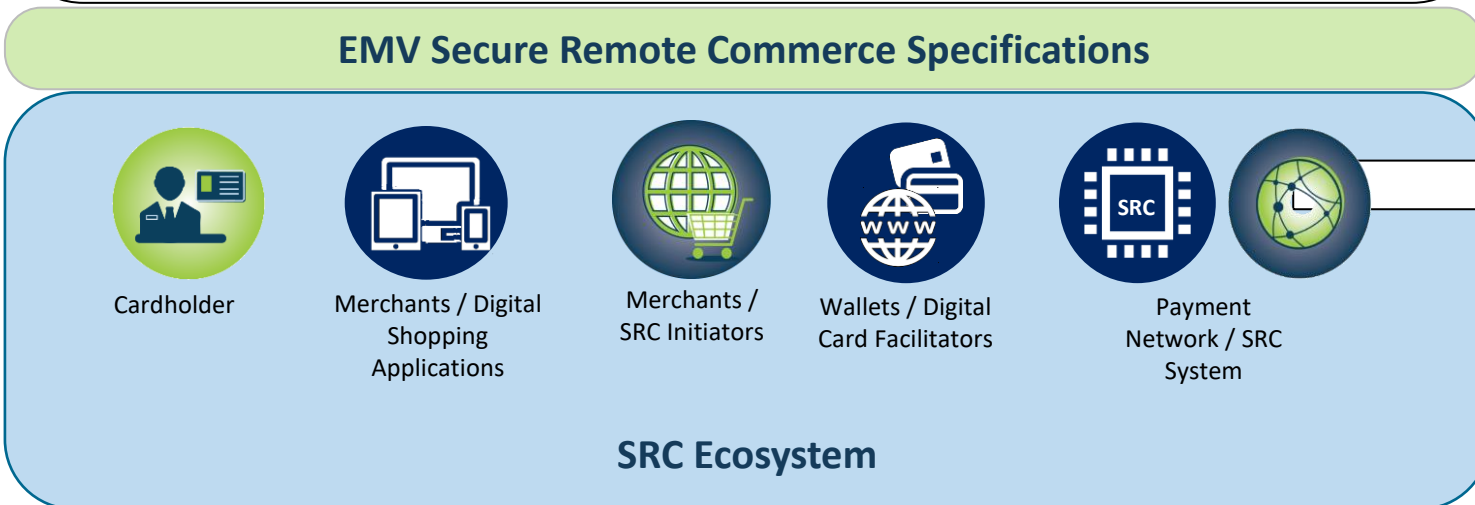 EMV Secure Remote Commerce Specifications
www
SRC
Cardholder
Merchants / Digital
Shopping
Applications
Merchants /
SRC Initiators
Wallets / Digital
Card Facilitators
Payment
Network / SRC
System
SRC Ecosystem